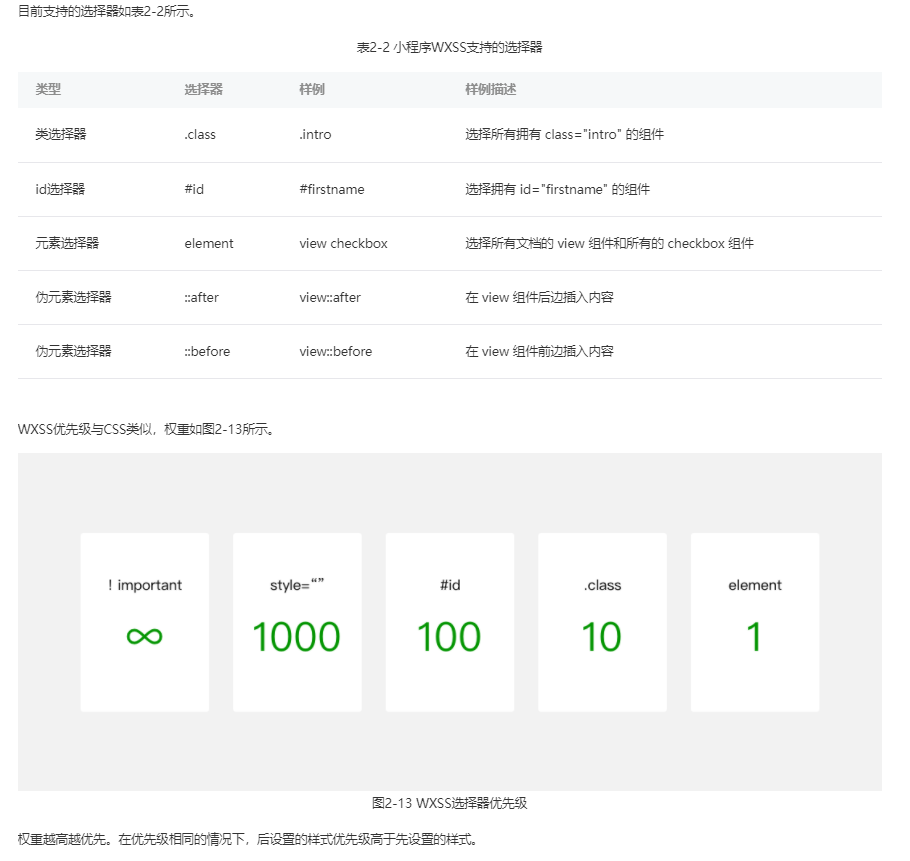 目前支持的选择器如表2-2所示。
表2-2 小程序WXSS支持的选择器
类型 选择器 样例 样例描述
类选择器 .class .intro 选择所有拥有 class="intro" 的组件
id选择器 #id #firstname 选择拥有 id="firstname" 的组件
元素选择器 element view checkbox 选择所有文档的 view 组件和所有的 checkbox 组件
伪元素选择器 ::after view::after 在 view 组件后边插入内容
伪元素选择器 ::before view::before 在 view 组件前边插入内容
WXSS优先级与CSS类似，权重如图2-13所示。
! important style=“” #id .class element
∞ 1000 100 10 1
图2-13 WXSS选择器优先级
权重越高越优先。在优先级相同的情况下，后设置的样式优先级高于先设置的样式。